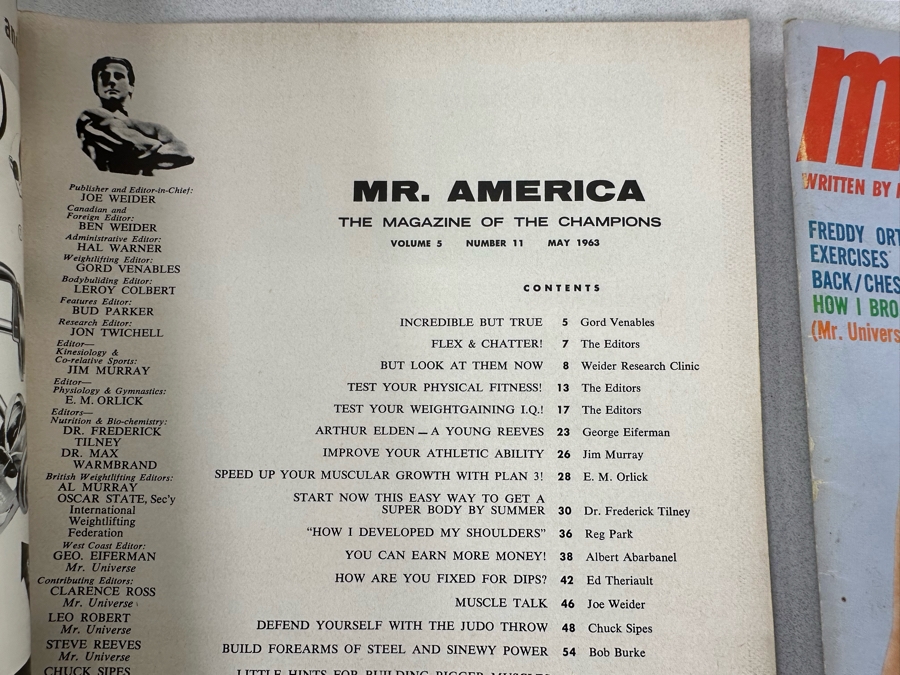 Publisher and Editor-in-Chief:
JOE WEIDER
Canadian and
Foreign Editor:
BEN WEIDER
Administrative Editor:
HAL WARNER
Weightlifting Editor:
GORD VENABLES
Bodybuliding Editor:
LEROY COLBERT
Features Editor:
BUD PARKER
Research Editor:
JON TWICHELL
Editor—
Kinesiology &
Co-relative Sports:
JIM MURRAY
Editor—
Physiology & Gymnastics:
E. M. ORLICK
Editors—
Nutrition & Bio-chemistry:
DR. FREDERICK
TILNEY
DR. MAX
WARMBRAND
British Weightlifting Editors:
AL MURRAY
OSCAR STATE, Sec'y
International
Weightlifting
Federation
West Coast Editor:
GEO. EIFERMAN
Mr. Universe
Contributing Editors:
CLARENCE ROSS
Mr. Universe
LEO ROBERT
Mr. Universe
STEVE REEVES
Mr. Universe
CHUCK SIPES
MR. AMERICA
THE MAGAZINE OF THE CHAMPIONS
VOLUME 5 NUMBER 11 MAY 1963
CONTENTS
INCREDIBLE BUT TRUE 5 Gord Venables
FLEX & CHATTER! 7 The Editors
BUT LOOK AT THEM NOW 8 Weider Research Clinic
TEST YOUR PHYSICAL FITNESS! 13 The Editors
TEST YOUR WEIGHTGAINING I.Q.! 17 The Editors
ARTHUR ELDEN — A YOUNG REEVES 23 George Eiferman
IMPROVE YOUR ATHLETIC ABILITY 26 Jim Murray
SPEED UP YOUR MUSCULAR GROWTH WITH PLAN 3! 28 E. M. Orlick
START NOW THIS EASY WAY TO GET A
SUPER BODY BY SUMMER 30 Dr. Frederick Tilney
"HOW I DEVELOPED MY SHOULDERS" 36 Reg Park
YOU CAN EARN MORE MONEY! 38 Albert Abarbanel
HOW ARE YOU FIXED FOR DIPS? 42 Ed Theriault
MUSCLE TALK 46 Joe Weider
DEFEND YOURSELF WITH THE JUDO THROW 48 Chuck Sipes
BUILD FOREARMS OF STEEL AND SINEWY POWER 54 Bob Burke
LITTLE HINTS FOR BUILDING BIGGER MUSCLES
m
WRITTEN BY
FREDDY ORT
EXERCISES
BACK/CHES
HOW I BRO
(Mr. Univers